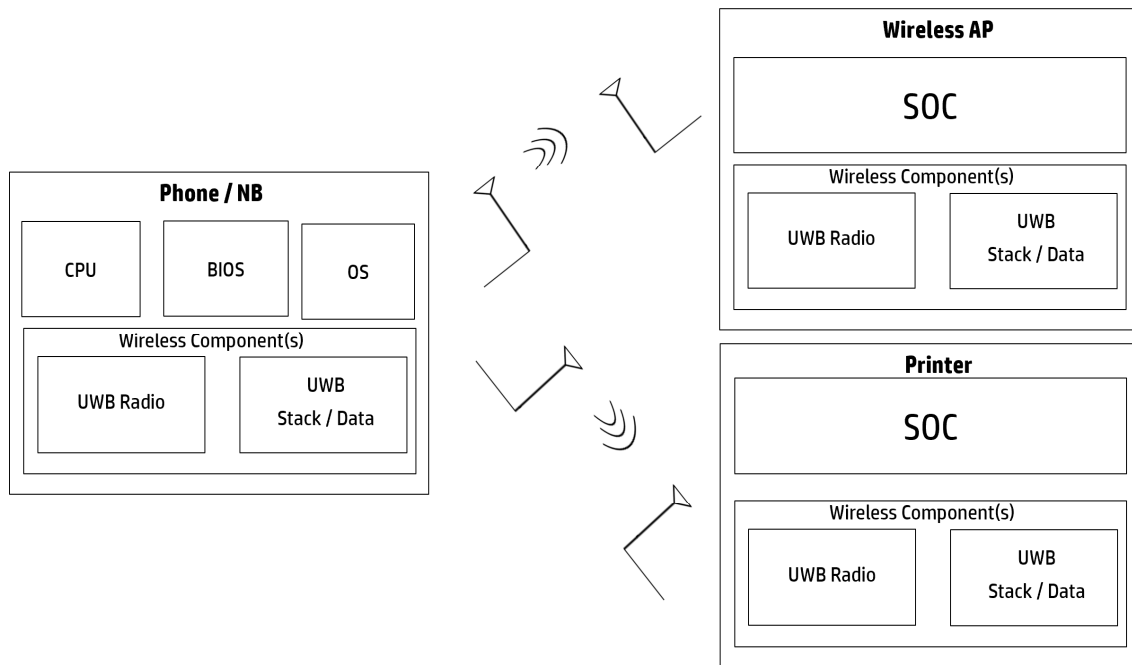 Phone / NB
CPU
BIOS
OS
Wireless Component(s)
UWB Radio
UWB
Stack / Data
Wireless AP
SOC
Wireless Component(s)
UWB Radio
UWB
Stack / Data
Printer
SOC
Wireless Component(s)
UWB Radio
UWB
Stack / Data